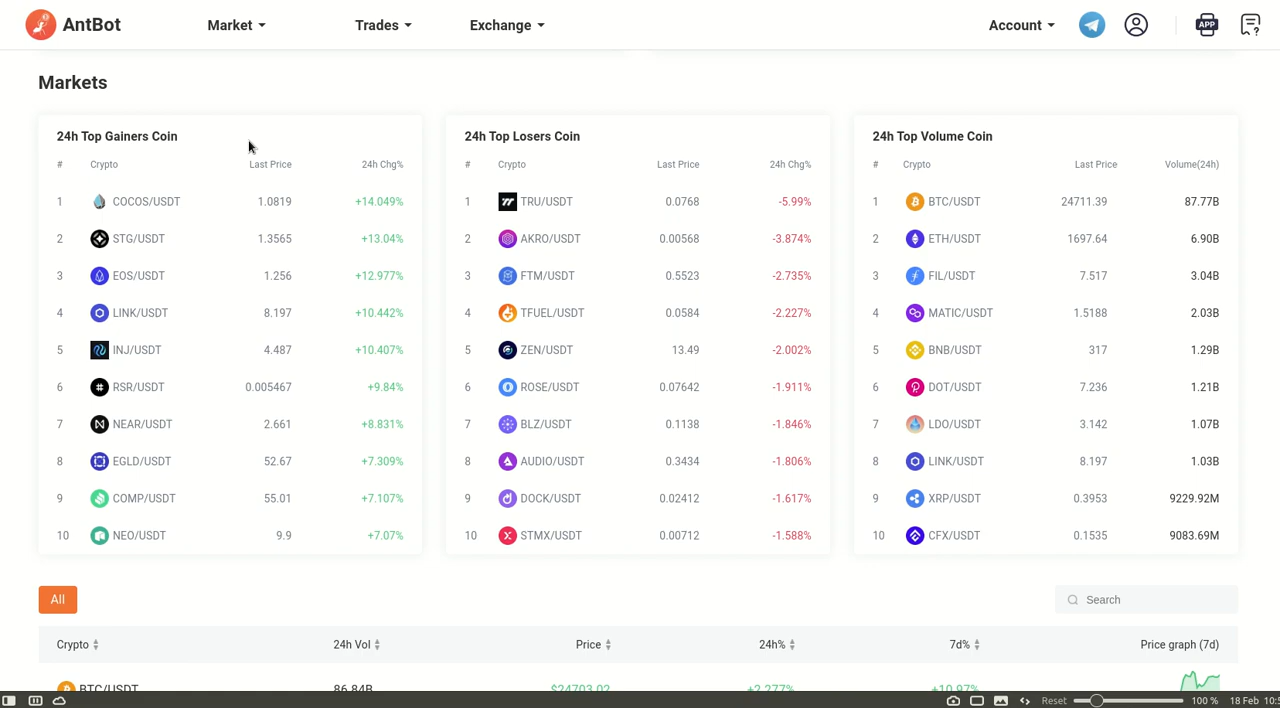 AntBot Market Trades Exchange Account APP
Markets
24h Top Gainers Coin
# Crypto Last Price 24h Chg%
1 COCOS/USDT 1.0819 +14.049%
2 STG/USDT 1.3565 +13.04%
3 EOS/USDT 1.256 +12.977%
4 LINK/USDT 8.197 +10.442%
5 INJ/USDT 4.487 +10.407%
6 RSR/USDT 0.005467 +9.84%
7 NEAR/USDT 2.661 +8.831%
8 EGLD/USDT 52.67 +7.309%
9 COMP/USDT 55.01 +7.107%
10 NEO/USDT 9.9 +7.07%
24h Top Losers Coin
# Crypto Last Price 24h Chg%
1 TRU/USDT 0.0768 -5.99%
2 AKRO/USDT 0.00568 -3.874%
3 FTM/USDT 0.5523 -2.735%
4 TFUEL/USDT 0.0584 -2.227%
5 ZEN/USDT 13.49 -2.002%
6 ROSE/USDT 0.07642 -1.911%
7 BLZ/USDT 0.1138 -1.846%
8 AUDIO/USDT 0.3434 -1.806%
9 DOCK/USDT 0.02412 -1.617%
10 STMX/USDT 0.00712 -1.588%
24h Top Volume Coin
# Crypto Last Price Volume(24h)
1 BTC/USDT 24711.39 87.77B
2 ETH/USDT 1697.64 6.90B
3 FIL/USDT 7.517 3.04B
4 MATIC/USDT 1.5188 2.03B
5 BNB/USDT 317 1.29B
6 DOT/USDT 7.236 1.21B
7 LDO/USDT 3.142 1.07B
8 LINK/USDT 8.197 1.03B
9 XRP/USDT 0.3953 9229.92M
10 CFX/USDT 0.1535 9083.69M
All Search
Crypto 24h Vol Price 24h% 7d% Price graph (7d)
BTC/USDT 86.84B $24703.02 +2.277% +10.97%
Reset 100 % 18 Feb